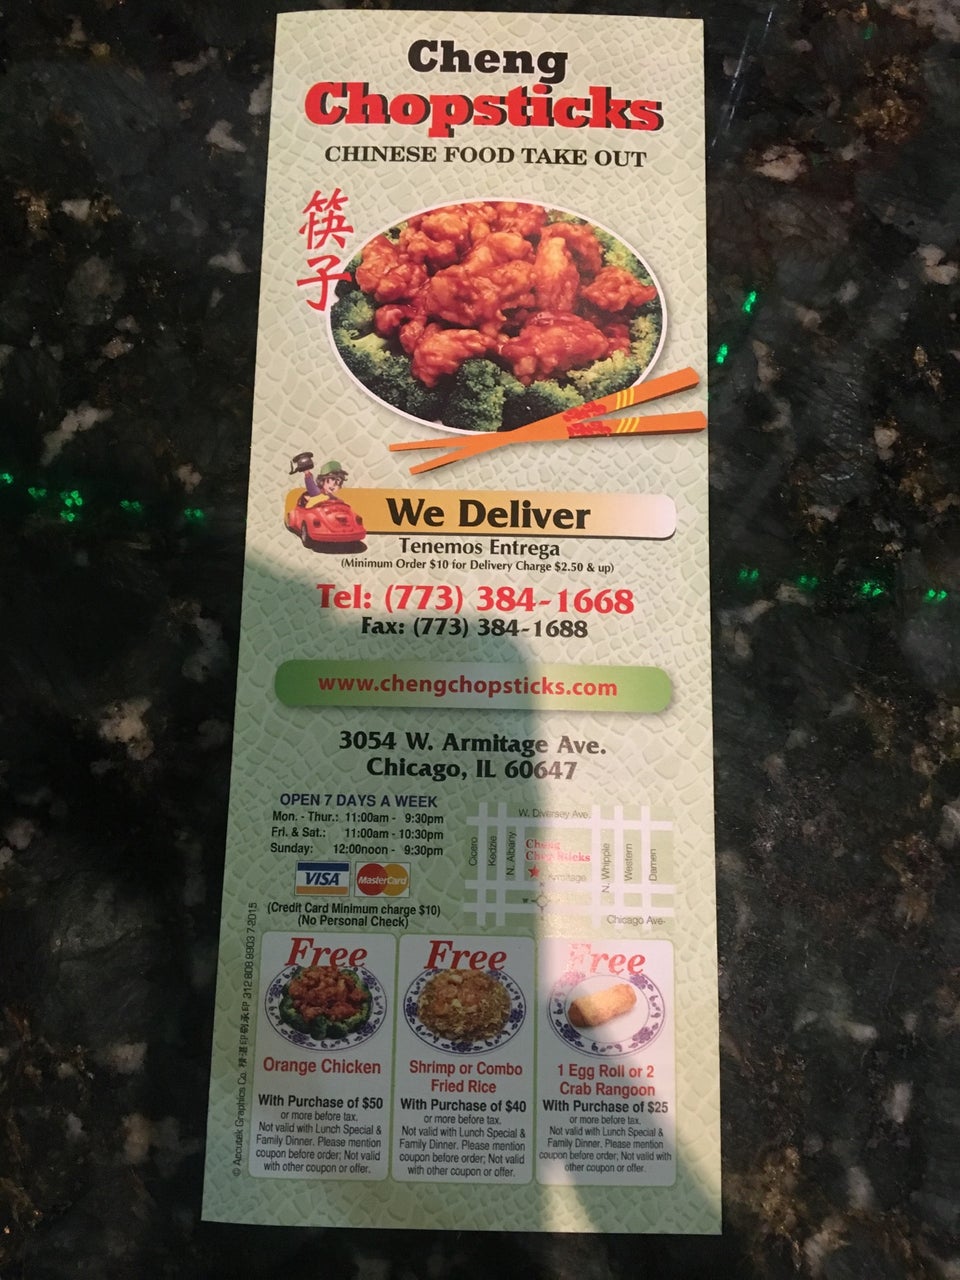 Cheng
Chopsticks
CHINESE FOOD TAKE OUT
筷子
We Deliver
Tenemos Entrega
(Minimum Order $10 for Delivery Charge $2.50 & up)
Tel: (773) 384-1668
Fax: (773) 384-1688
www.chengchopsticks.com
3054 W. Armitage Ave.
Chicago, IL 60647
OPEN 7 DAYS A WEEK
Mon. - Thur.: 11:00am - 9:30pm
Fri. & Sat.: 11:00am - 10:30pm
Sunday: 12:00noon - 9:30pm
VISA
MasterCard
(Credit Card Minimum charge $10)
(No Personal Check)
W. Diversey Ave.
Cicero
Kedzie
N. Albany
Cheng
Chop Sticks
Armitage
N. Whipple
Western
Damen
N
W
Chicago Ave.
Free
Orange Chicken
With Purchase of $50
or more before tax.
Not valid with Lunch Special &
Family Dinner. Please mention
coupon before order; Not valid
with other coupon or offer.
Free
Shrimp or Combo
Fried Rice
With Purchase of $40
or more before tax.
Not valid with Lunch Special &
Family Dinner. Please mention
coupon before order; Not valid
with other coupon or offer.
Free
1 Egg Roll or 2
Crab Rangoon
With Purchase of $25
or more before tax.
Not valid with Lunch Special &
Family Dinner. Please mention
coupon before order; Not valid with
other coupon or offer.
© Accutek Graphics Co. 312.808.9903 7.2015